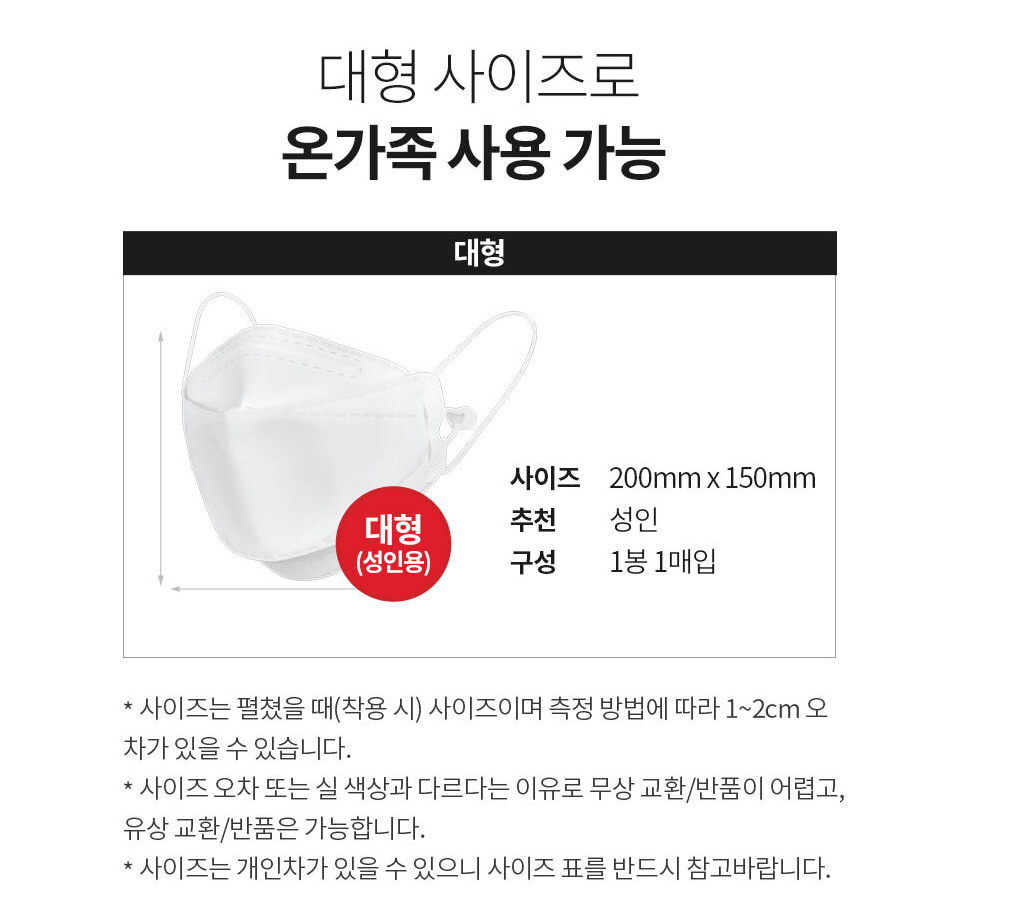 대형 사이즈로
온가족 사용 가능
대형
대형
(성인용)
사이즈 200mm x 150mm
추천 성인
구성 1봉 1매입
* 사이즈는 펼쳤을 때(착용 시) 사이즈이며 측정 방법에 따라 1~2cm 오
차가 있을 수 있습니다.
* 사이즈 오차 또는 실 색상과 다르다는 이유로 무상 교환/반품이 어렵고,
유상 교환/반품은 가능합니다.
* 사이즈는 개인차가 있을 수 있으니 사이즈 표를 반드시 참고바랍니다.